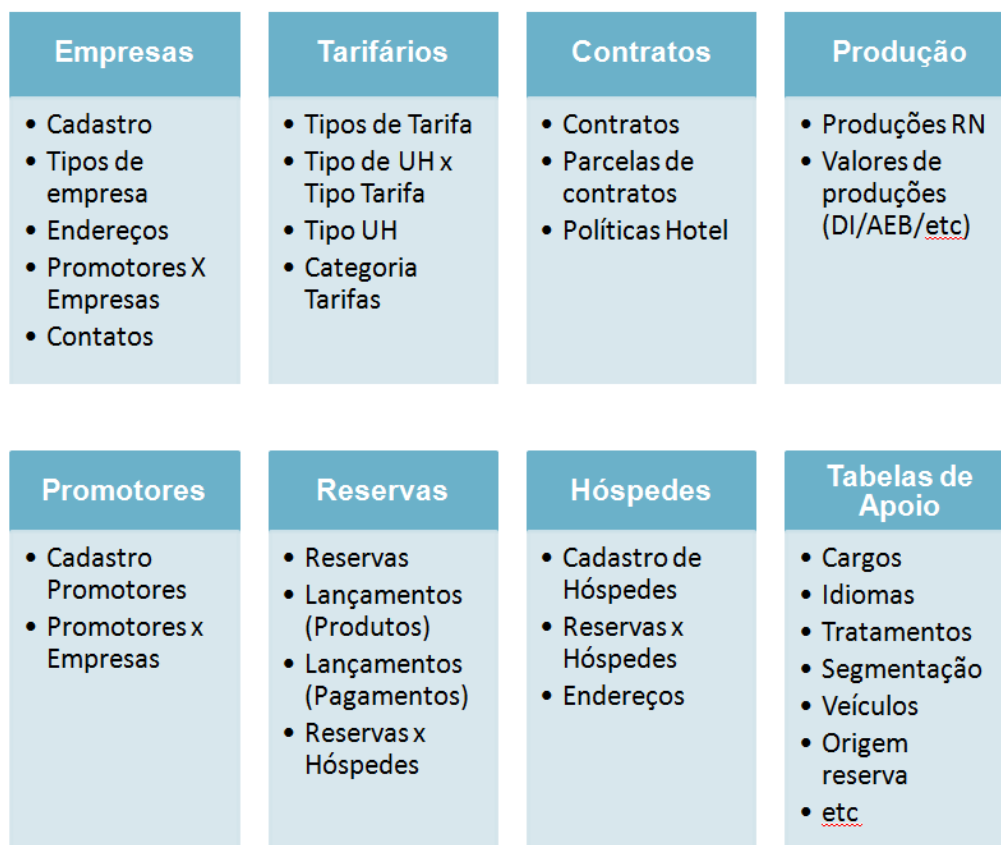 Empresas
• Cadastro
• Tipos de
empresa
• Endereços
• Promotores X
Empresas
• Contatos
Tarifários
• Tipos de Tarifa
• Tipo de UH x
Tipo Tarifa
• Tipo UH
• Categoria
Tarifas
Contratos
• Contratos
• Parcelas de
contratos
• Políticas Hotel
Produção
• Produções RN
• Valores de
produções
(DI/AEB/etc)
Promotores
• Cadastro
Promotores
• Promotores x
Empresas
Reservas
• Reservas
• Lançamentos
(Produtos)
• Lançamentos
(Pagamentos)
• Reservas x
Hóspedes
Hóspedes
• Cadastro de
Hóspedes
• Reservas x
Hóspedes
• Endereços
Tabelas de
Apoio
• Cargos
• Idiomas
• Tratamentos
• Segmentação
• Veículos
• Origem
reserva
• etc